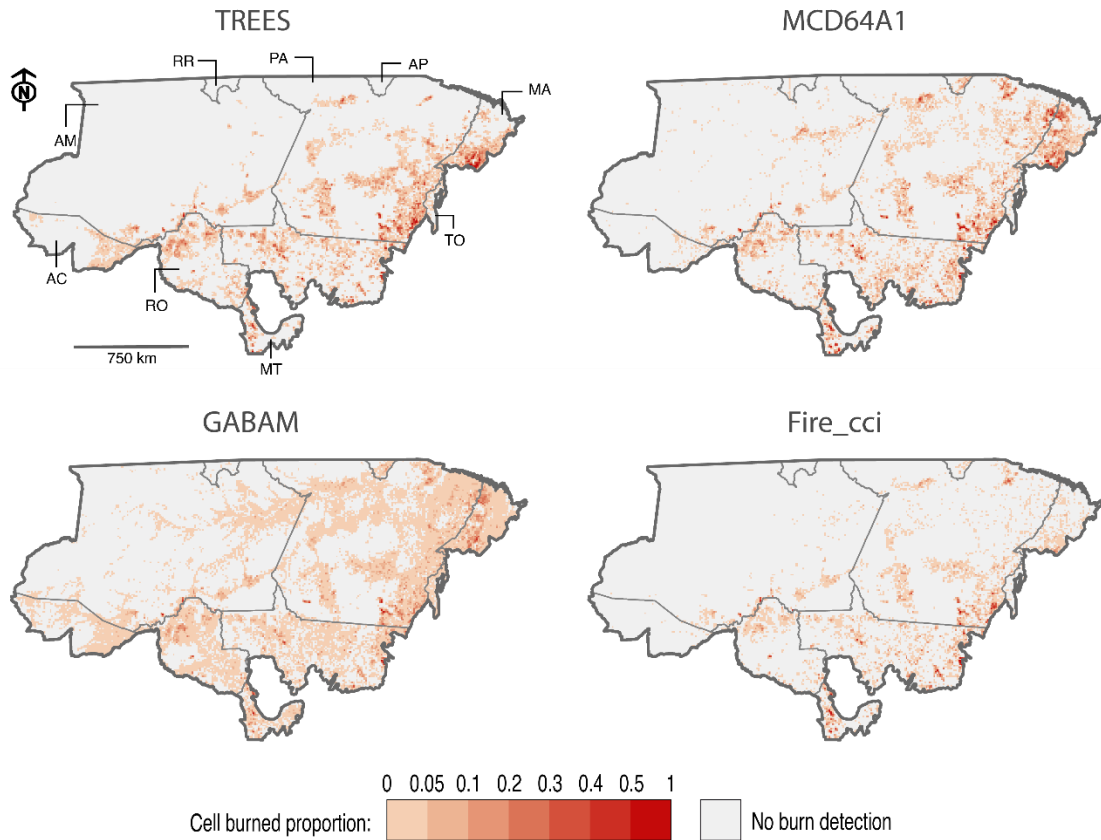 TREES
MCD64A1
N
RR
PA
AP
MA
AM
TO
AC
RO
750 km
MT
GABAM
Fire_cci
0 0.05 0.1 0.2 0.3 0.4 0.5 1
Cell burned proportion:
No burn detection